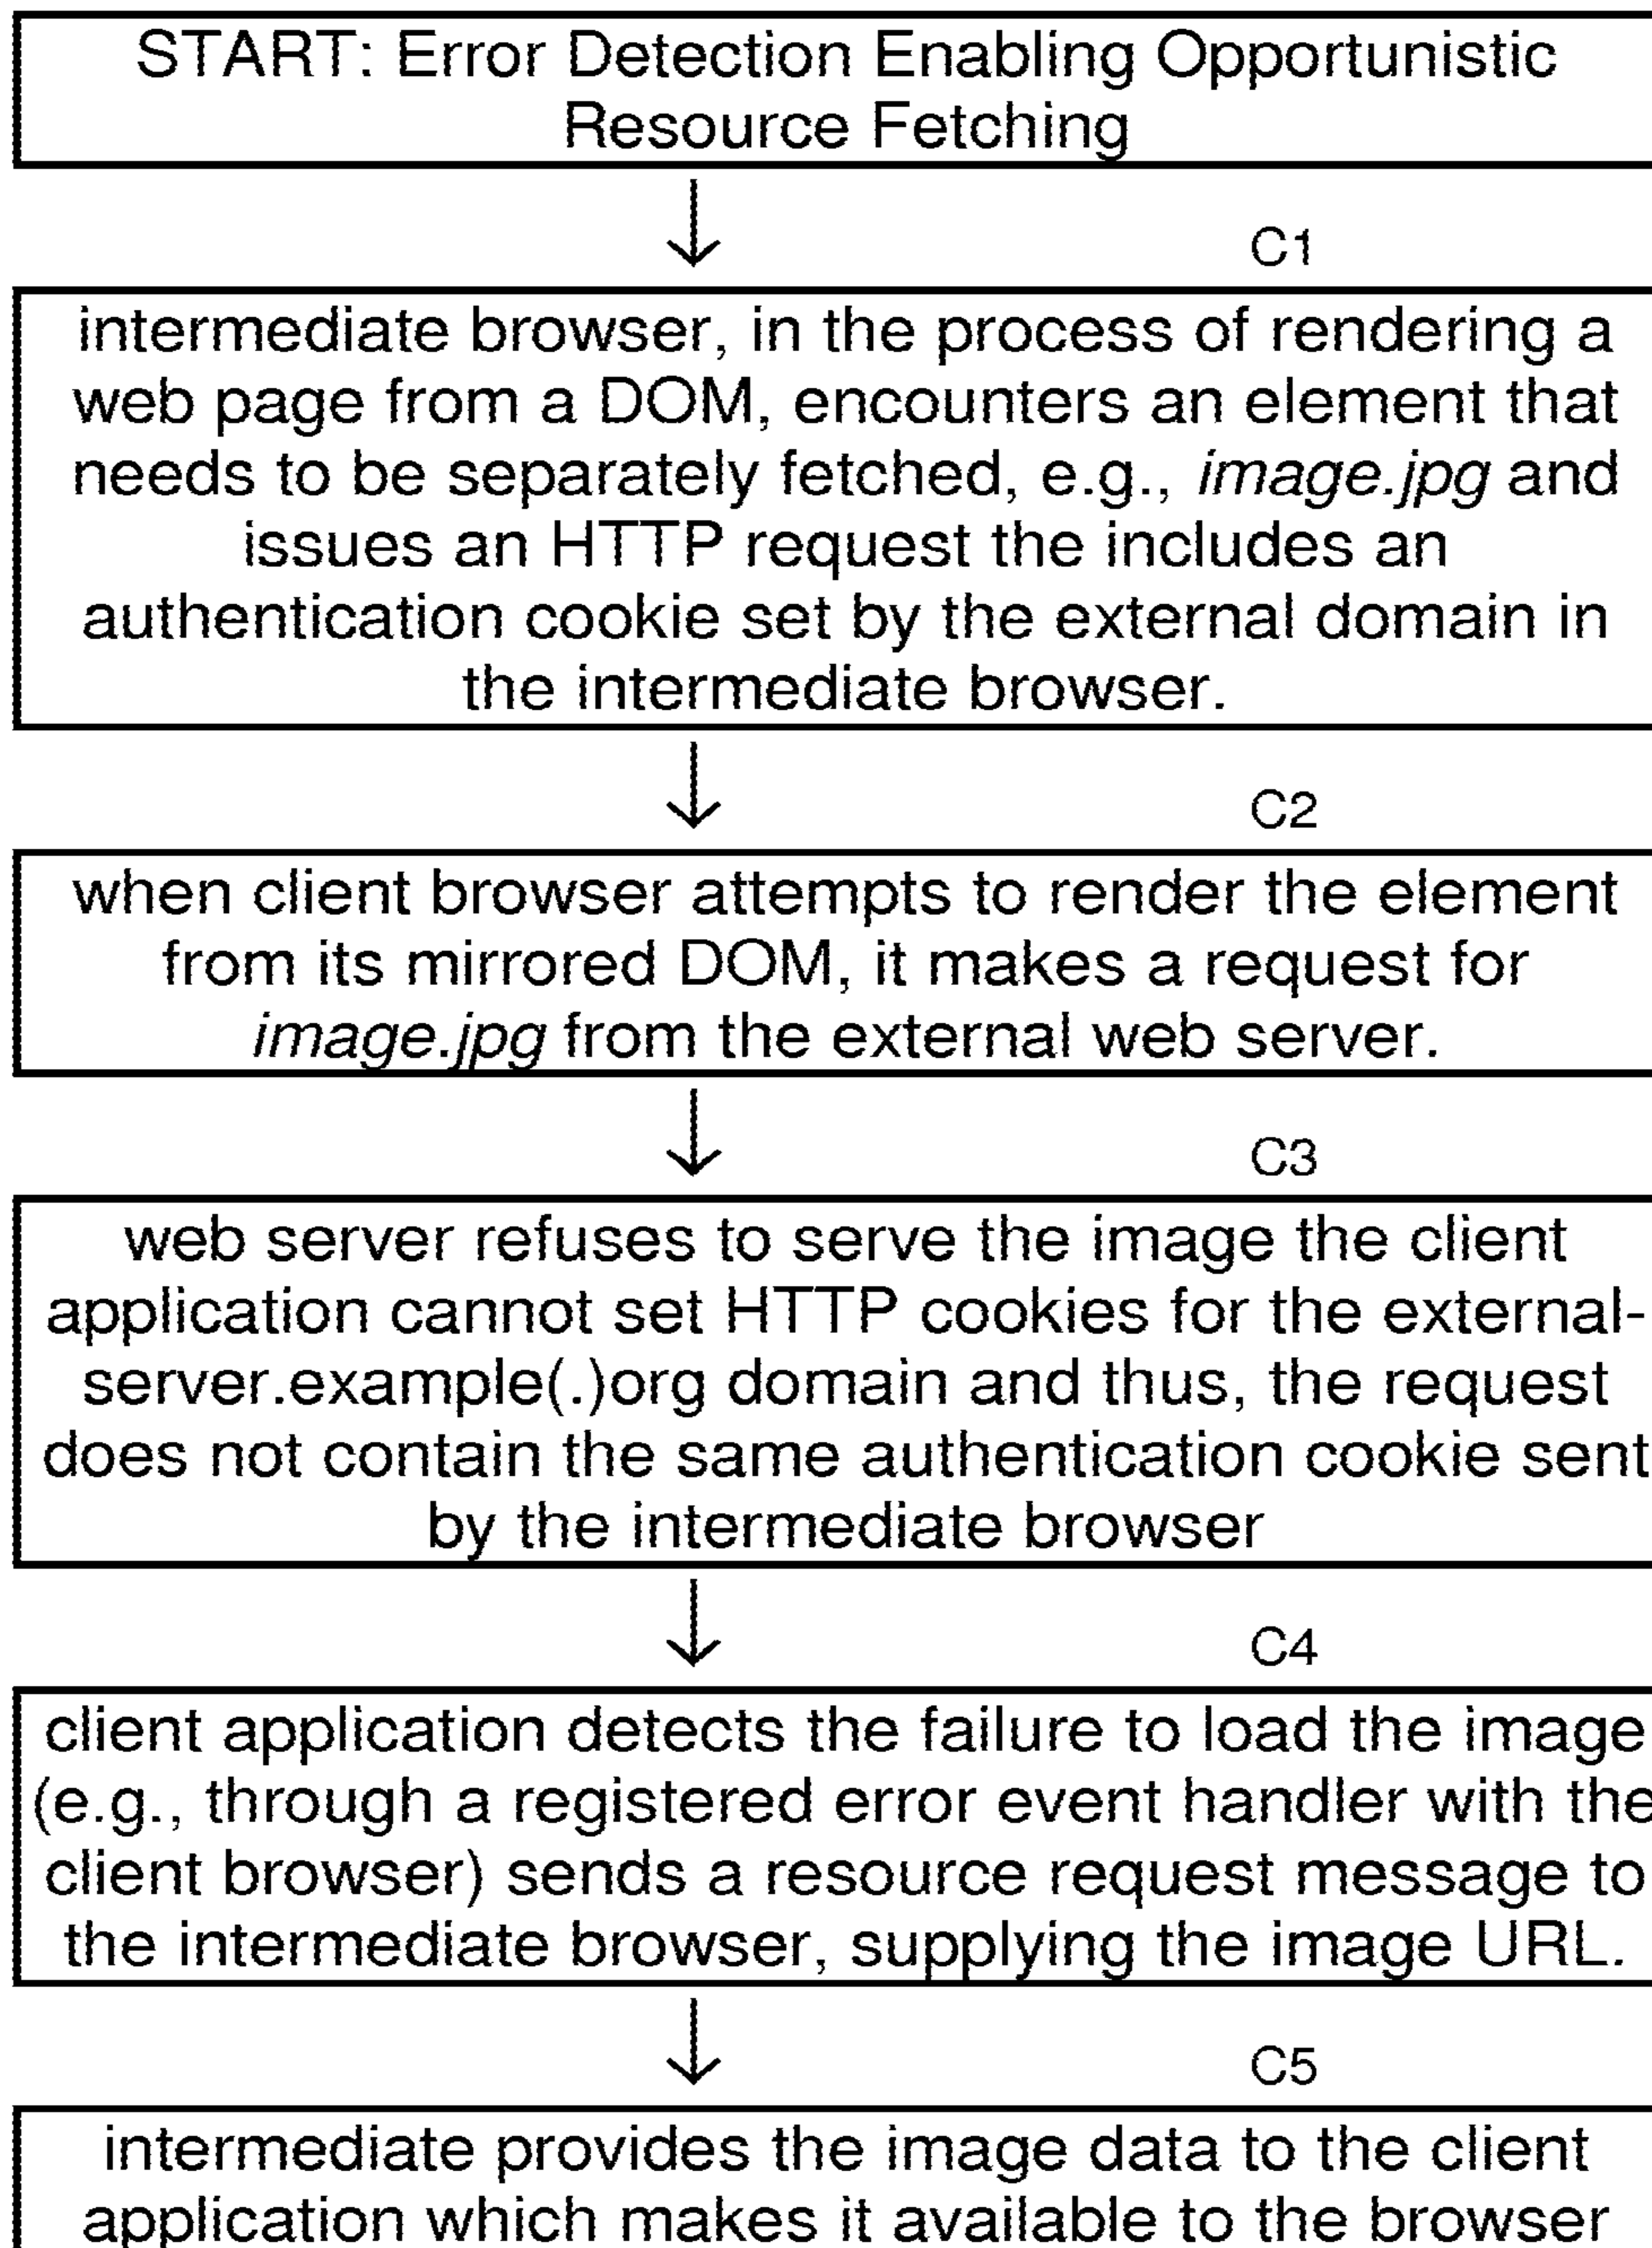 START: Error Detection Enabling Opportunistic
Resource Fetching
C1
intermediate browser, in the process of rendering a
web page from a DOM, encounters an element that
needs to be separately fetched, e.g., image.jpg and
issues an HTTP request the includes an
authentication cookie set by the external domain in
the intermediate browser.
C2
when client browser attempts to render the element
from its mirrored DOM, it makes a request for
image.jpg from the external web server.
C3
web server refuses to serve the image the client
application cannot set HTTP cookies for the external-
server.example(.)org domain and thus, the request
does not contain the same authentication cookie sent
by the intermediate browser
C4
client application detects the failure to load the image
(e.g., through a registered error event handler with the
client browser) sends a resource request message to
the intermediate browser, supplying the image URL.
C5
intermediate provides the image data to the client
application which makes it available to the browser